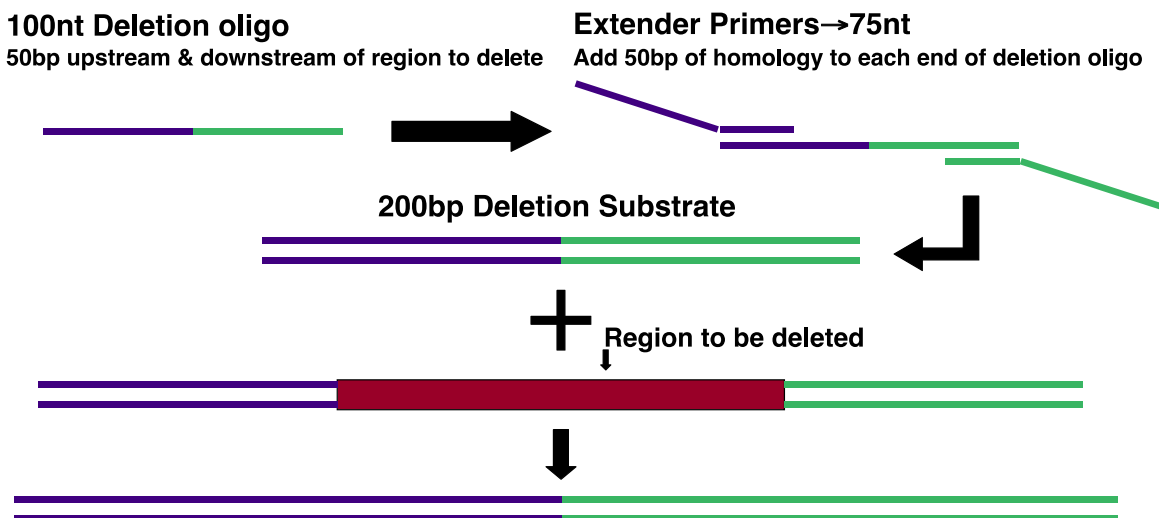 100nt Deletion oligo
50bp upstream & downstream of region to delete
Extender Primers→75nt
Add 50bp of homology to each end of deletion oligo
200bp Deletion Substrate
Region to be deleted